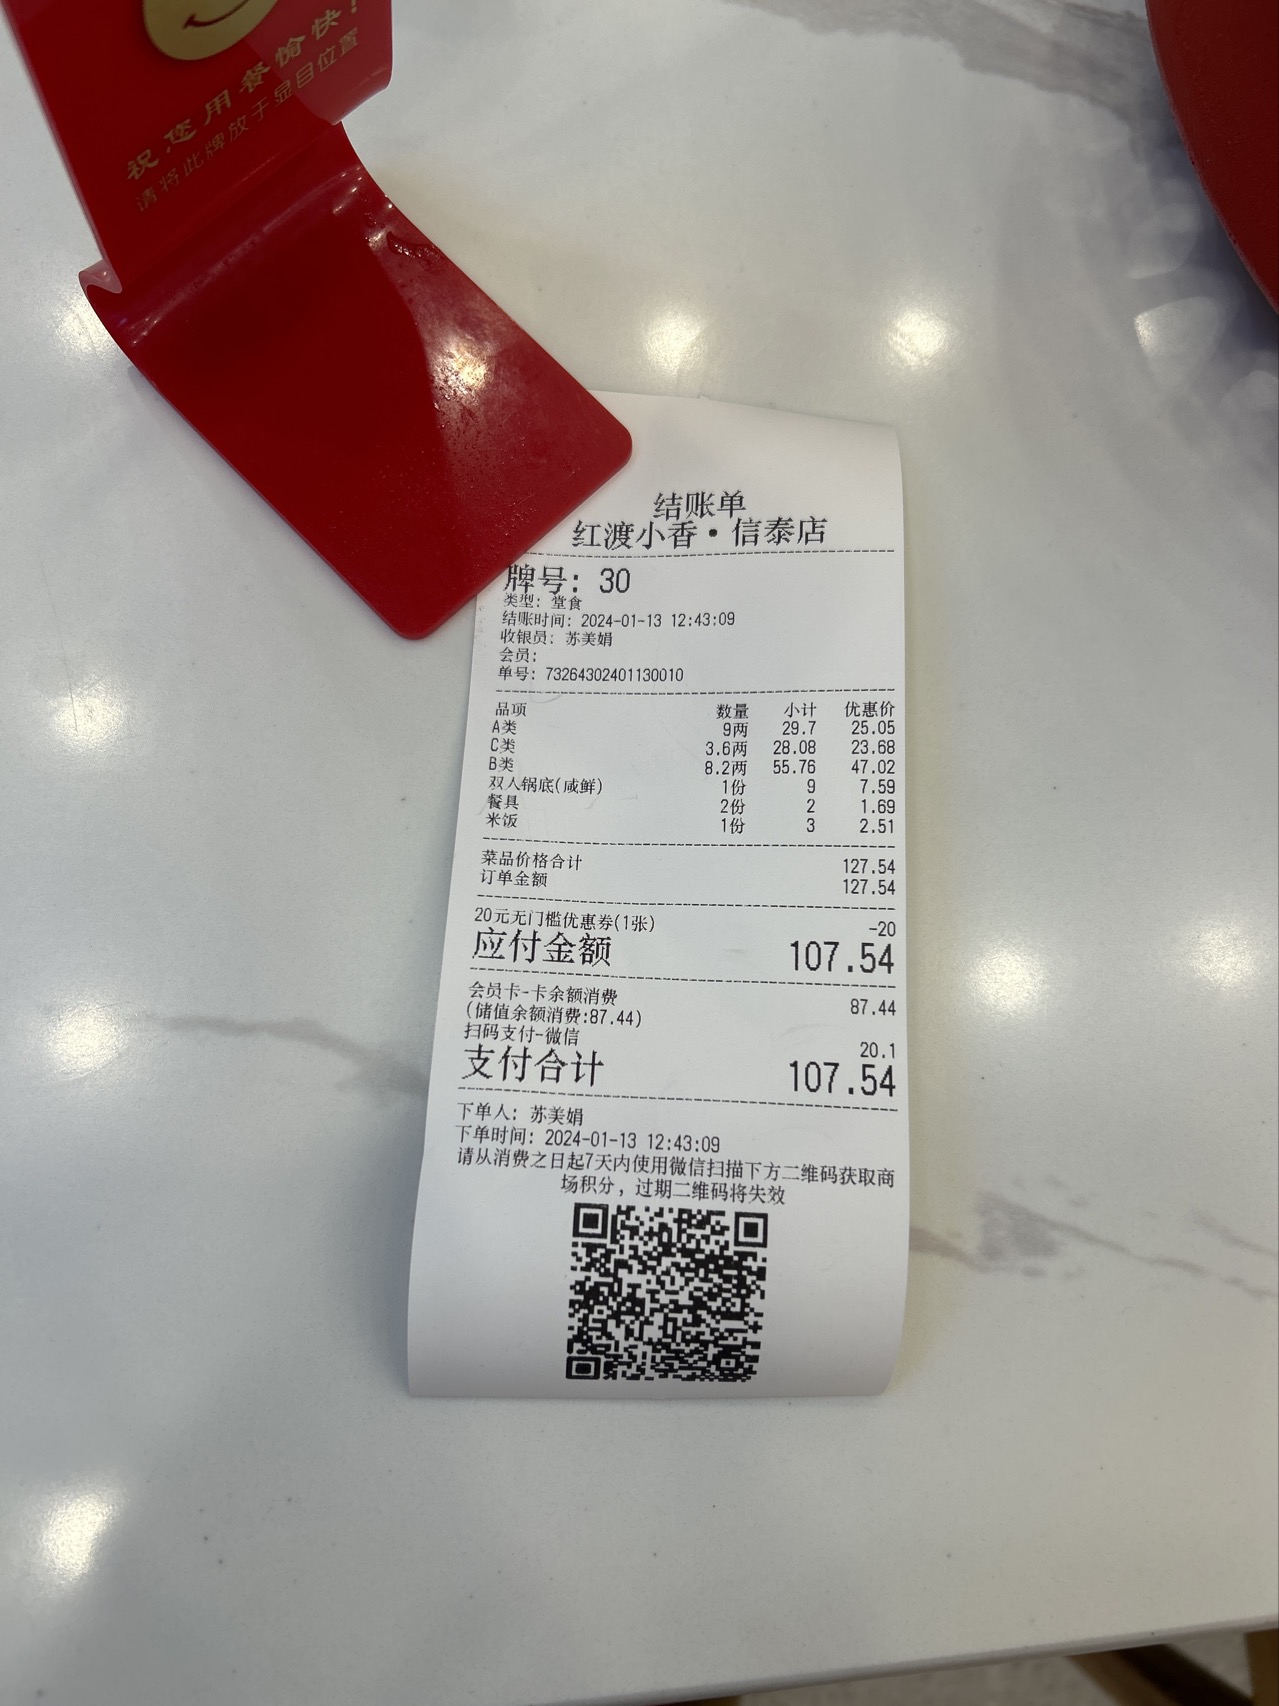 祝您用餐愉快!
请将此牌放于显目位置
结账单
红渡小香·信泰店
牌号: 30
类型: 堂食
结账时间: 2024-01-13 12:43:09
收银员: 苏美娟
会员:
单号: 73264302401130010
品项 数量 小计 优惠价
A类 9两 29.7 25.05
C类 3.6两 28.08 23.68
B类 8.2两 55.76 47.02
双人锅底(咸鲜) 1份 9 7.59
餐具 2份 2 1.69
米饭 1份 3 2.51
菜品价格合计 127.54
订单金额 127.54
20元无门槛优惠券(1张) -20
应付金额 107.54
会员卡-卡余额消费 87.44
(储值余额消费:87.44)
扫码支付-微信 20.1
支付合计 107.54
下单人: 苏美娟
下单时间: 2024-01-13 12:43:09
请从消费之日起7天内使用微信扫描下方二维码获取商
场积分, 过期二维码将失效